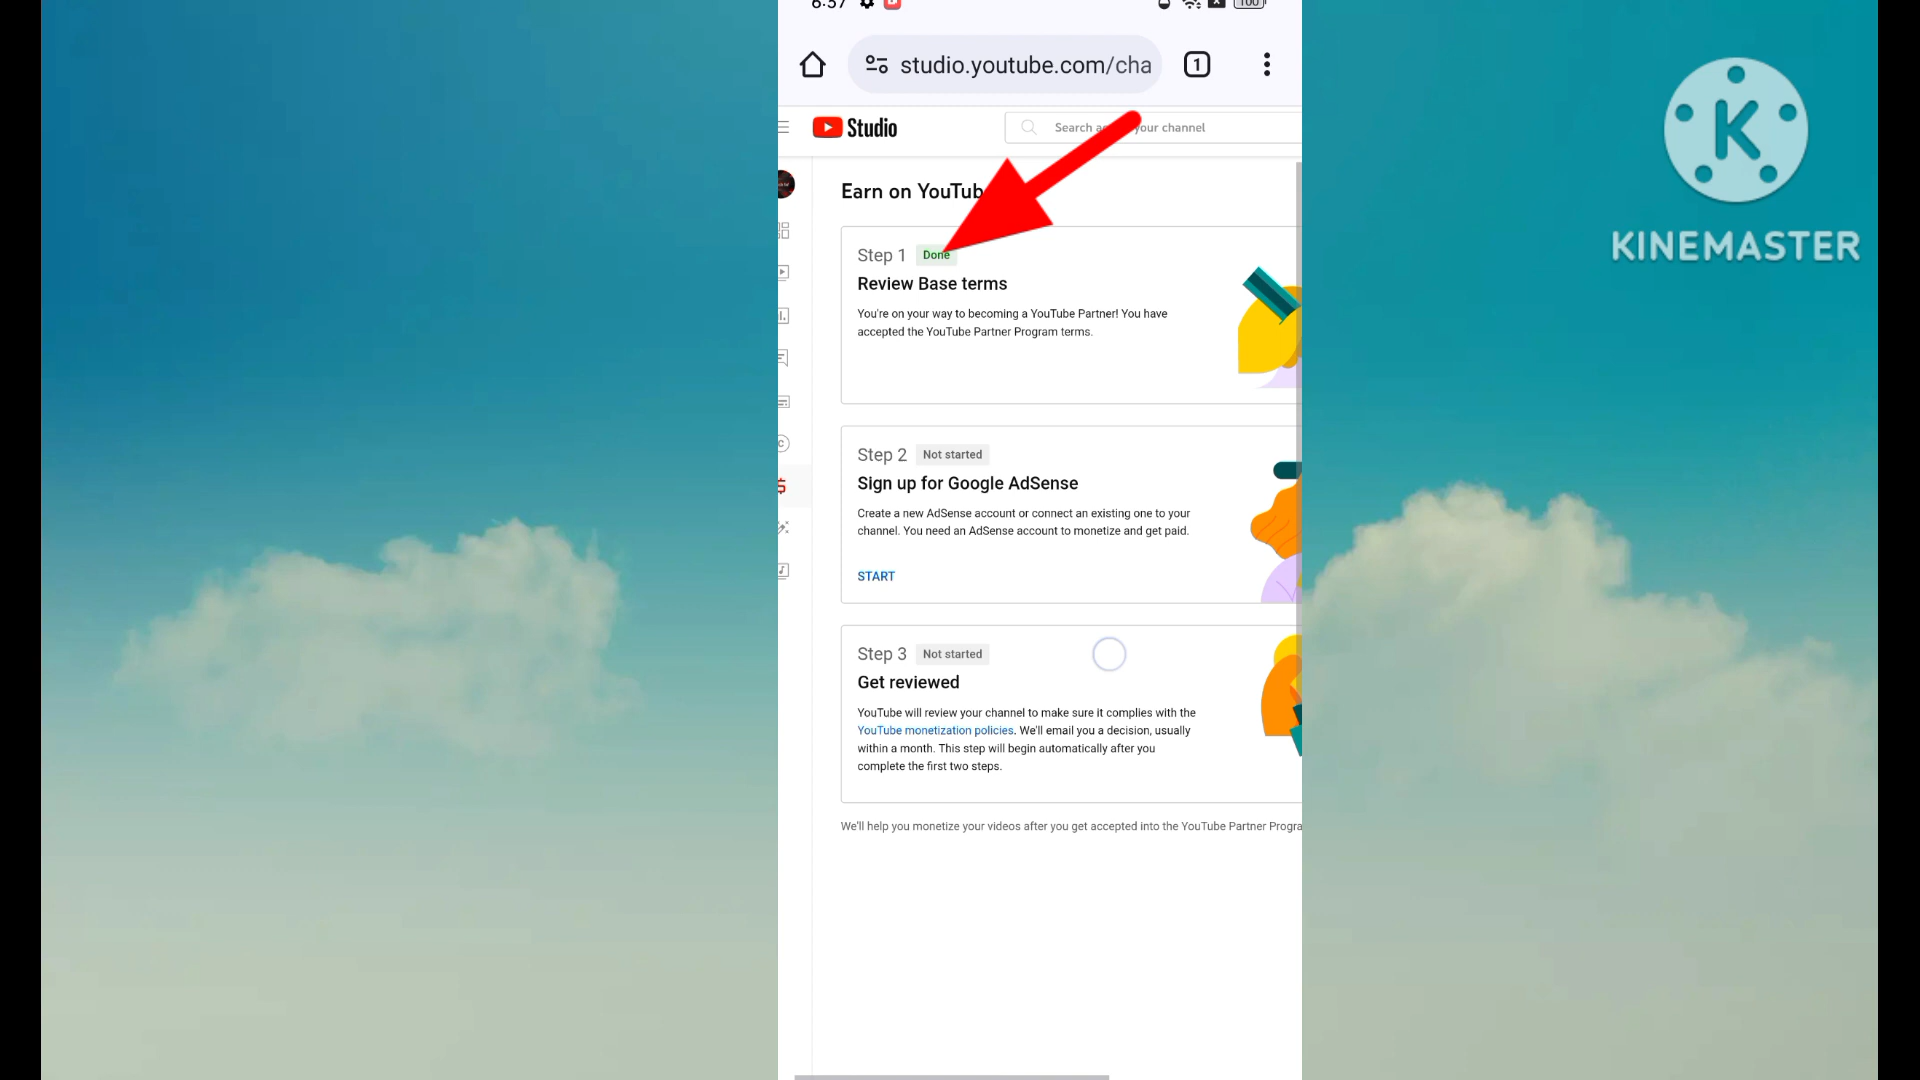 6:37
100
studio.youtube.com/cha
1
Studio
Search your channel
KINEMASTER
Earn on YouTub
Step 1 Done
Review Base terms
You're on your way to becoming a YouTube Partner! You have
accepted the YouTube Partner Program terms.
Step 2 Not started
Sign up for Google AdSense
Create a new AdSense account or connect an existing one to your
channel. You need an AdSense account to monetize and get paid.
START
Step 3 Not started
Get reviewed
YouTube will review your channel to make sure it complies with the
YouTube monetization policies. We'll email you a decision, usually
within a month. This step will begin automatically after you
complete the first two steps.
We'll help you monetize your videos after you get accepted into the YouTube Partner Progra